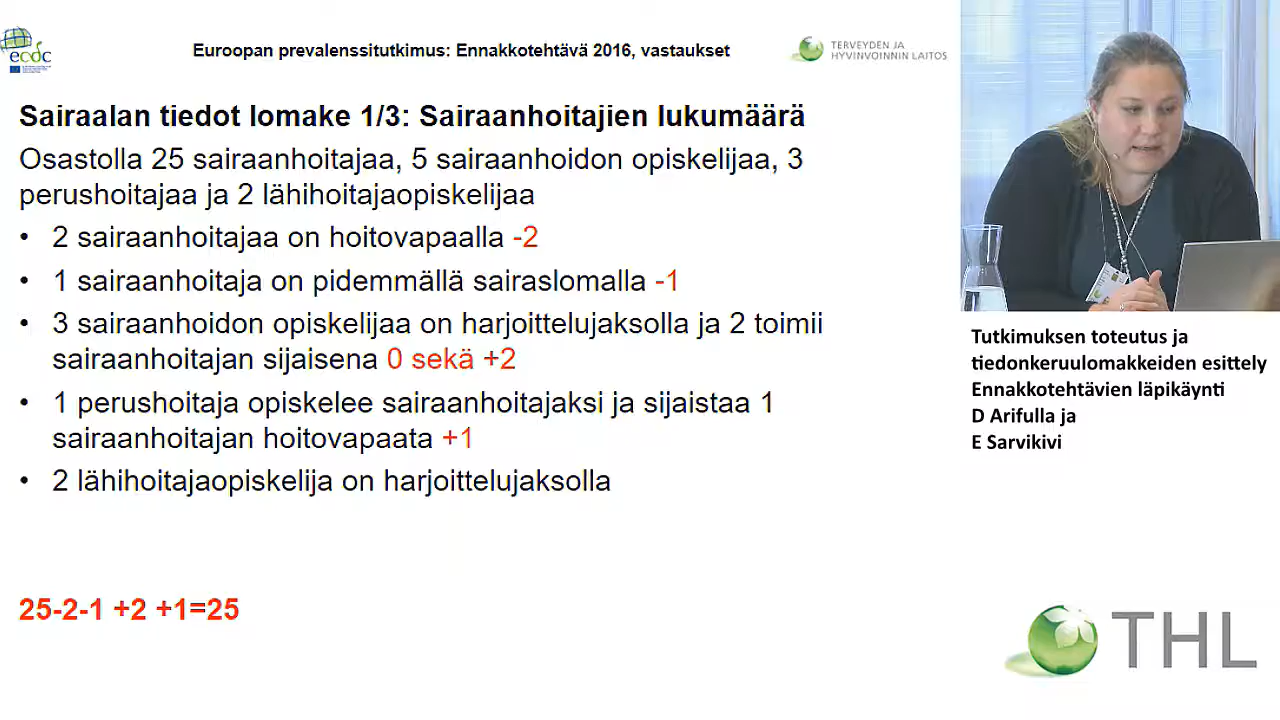 ecdc
Euroopan prevalenssitutkimus: Ennakkotehtävä 2016, vastaukset
TERVEYDEN JA
HYVINVOINNIN LAITOS
Sairaalan tiedot lomake 1/3: Sairaanhoitajien lukumäärä
Osastolla 25 sairaanhoitajaa, 5 sairaanhoidon opiskelijaa, 3
perushoitajaa ja 2 lähihoitajaopiskelijaa
• 2 sairaanhoitajaa on hoitovapaalla -2
• 1 sairaanhoitaja on pidemmällä sairaslomalla -1
• 3 sairaanhoidon opiskelijaa on harjoittelujaksolla ja 2 toimii
sairaanhoitajan sijaisena 0 sekä +2
• 1 perushoitaja opiskelee sairaanhoitajaksi ja sijaistaa 1
sairaanhoitajan hoitovapaata +1
• 2 lähihoitajaopiskelija on harjoittelujaksolla
25-2-1 +2 +1=25
Tutkimuksen toteutus ja
tiedonkeruulomakkeiden esittely
Ennakkotehtävien läpikäynti
D Arifulla ja
E Sarvikivi
THL